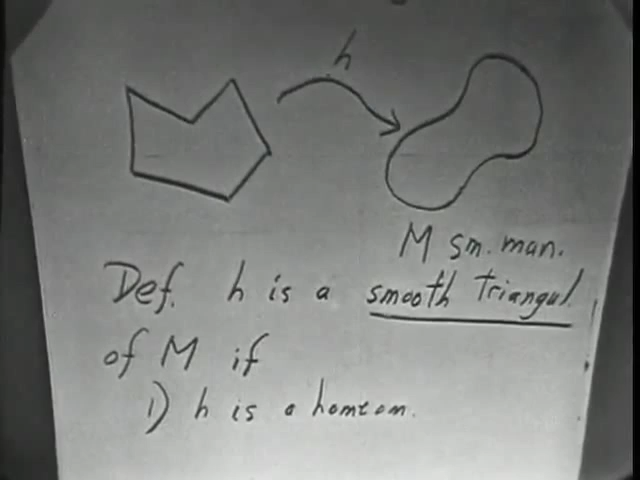 h
M sm. man.
Def. h is a smooth triangul.
of M if
1) h is a homeom.